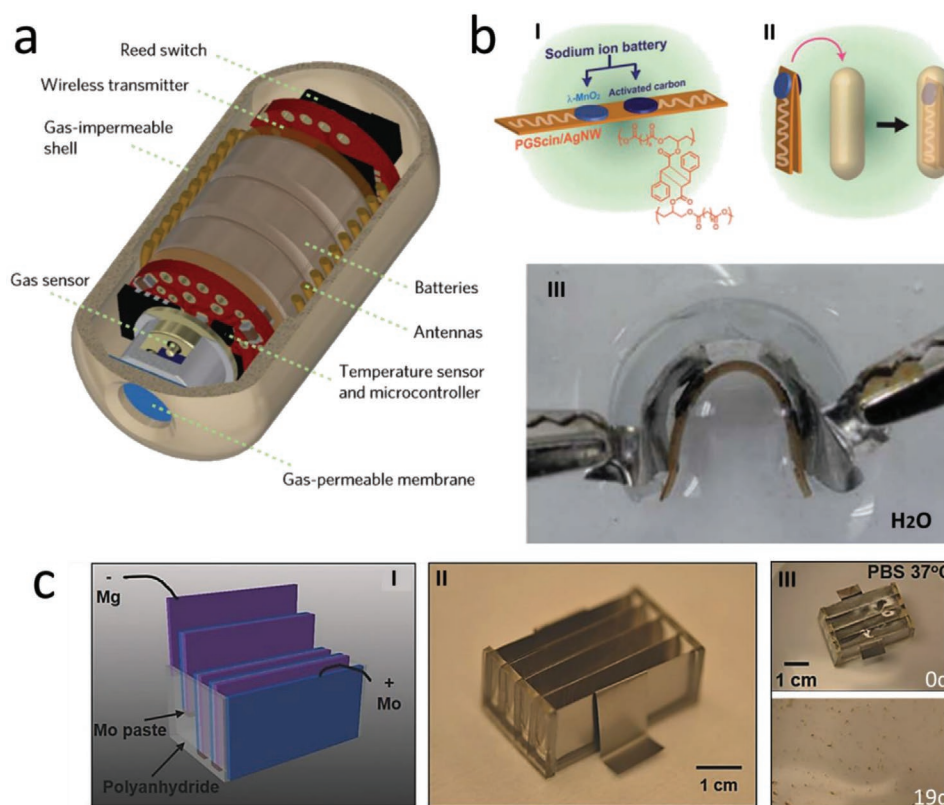 a
Reed switch
Wireless transmitter
Gas-impermeable
shell
Gas sensor
Batteries
Antennas
Temperature sensor
and microcontroller
Gas-permeable membrane
b
I
Sodium ion battery
λ-MnO₂
Activated carbon
PGScin/AgNW
II
III
H2O
c
I
-
Mg
+
Mo
Mo paste
Polyanhydride
II
1 cm
III
PBS 37°C
1 cm
0d
19d